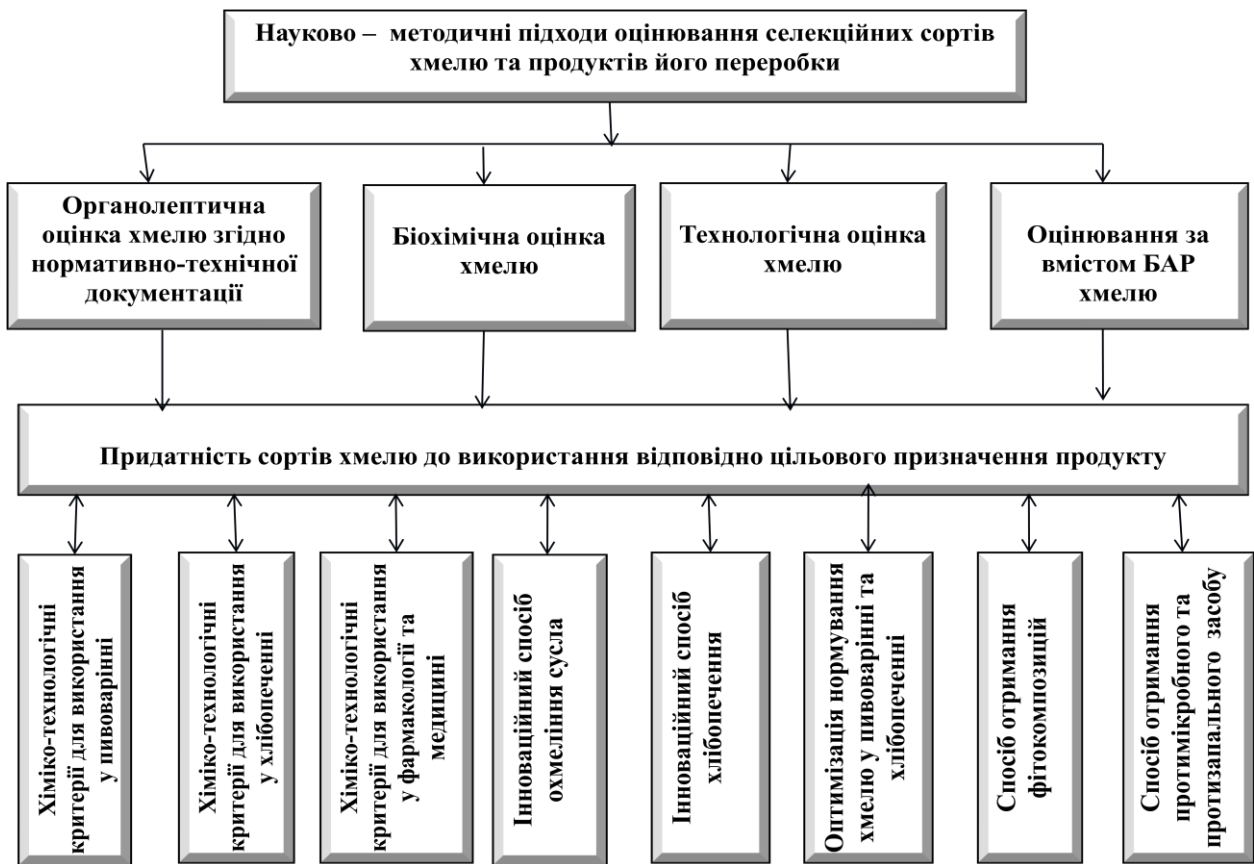 Науково – методичні підходи оцінювання селекційних сортів
хмелю та продуктів його переробки
Органолептична
оцінка хмелю згідно
нормативно-технічної
документації
Біохімічна оцінка
хмелю
Технологічна оцінка
хмелю
Оцінювання за
вмістом БАР
хмелю
Придатність сортів хмелю до використання відповідно цільового призначення продукту
Хіміко-технологічні
критерії для використання
у пивоварінні
Хіміко-технологічні
критерії для використання
у хлібопеченні
Хіміко-технологічні
критерії для використання
у фармакології та
медицині
Інноваційний спосіб
охмеління сусла
Інноваційний спосіб
хлібопечення
Оптимізація нормування
хмелю у пивоварінні та
хлібопеченні
Спосіб отримання
фітокомпозицій
Спосіб отримання
протимікробного та
протизапального засобу